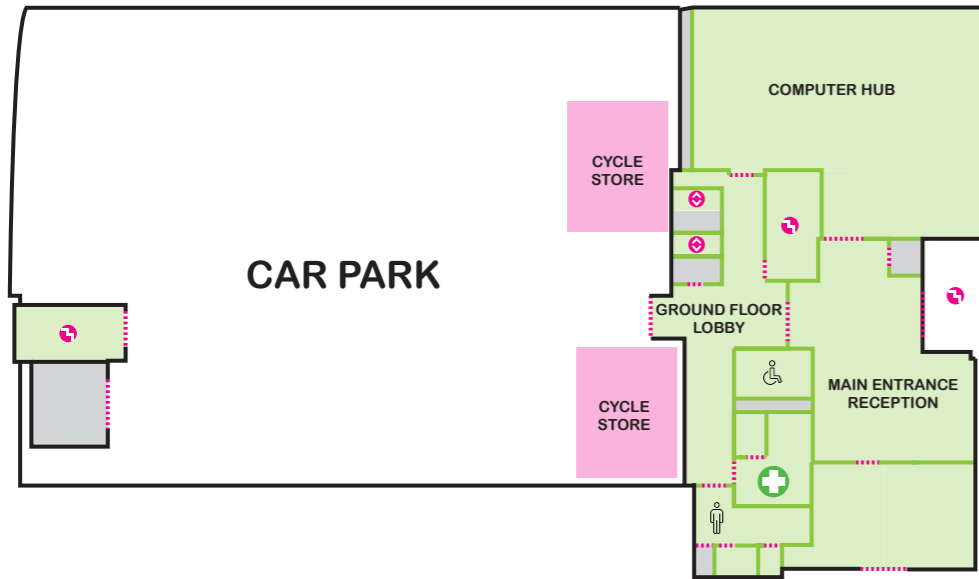 COMPUTER HUB
CYCLE
STORE
CAR PARK
GROUND FLOOR
LOBBY
MAIN ENTRANCE
RECEPTION
CYCLE
STORE